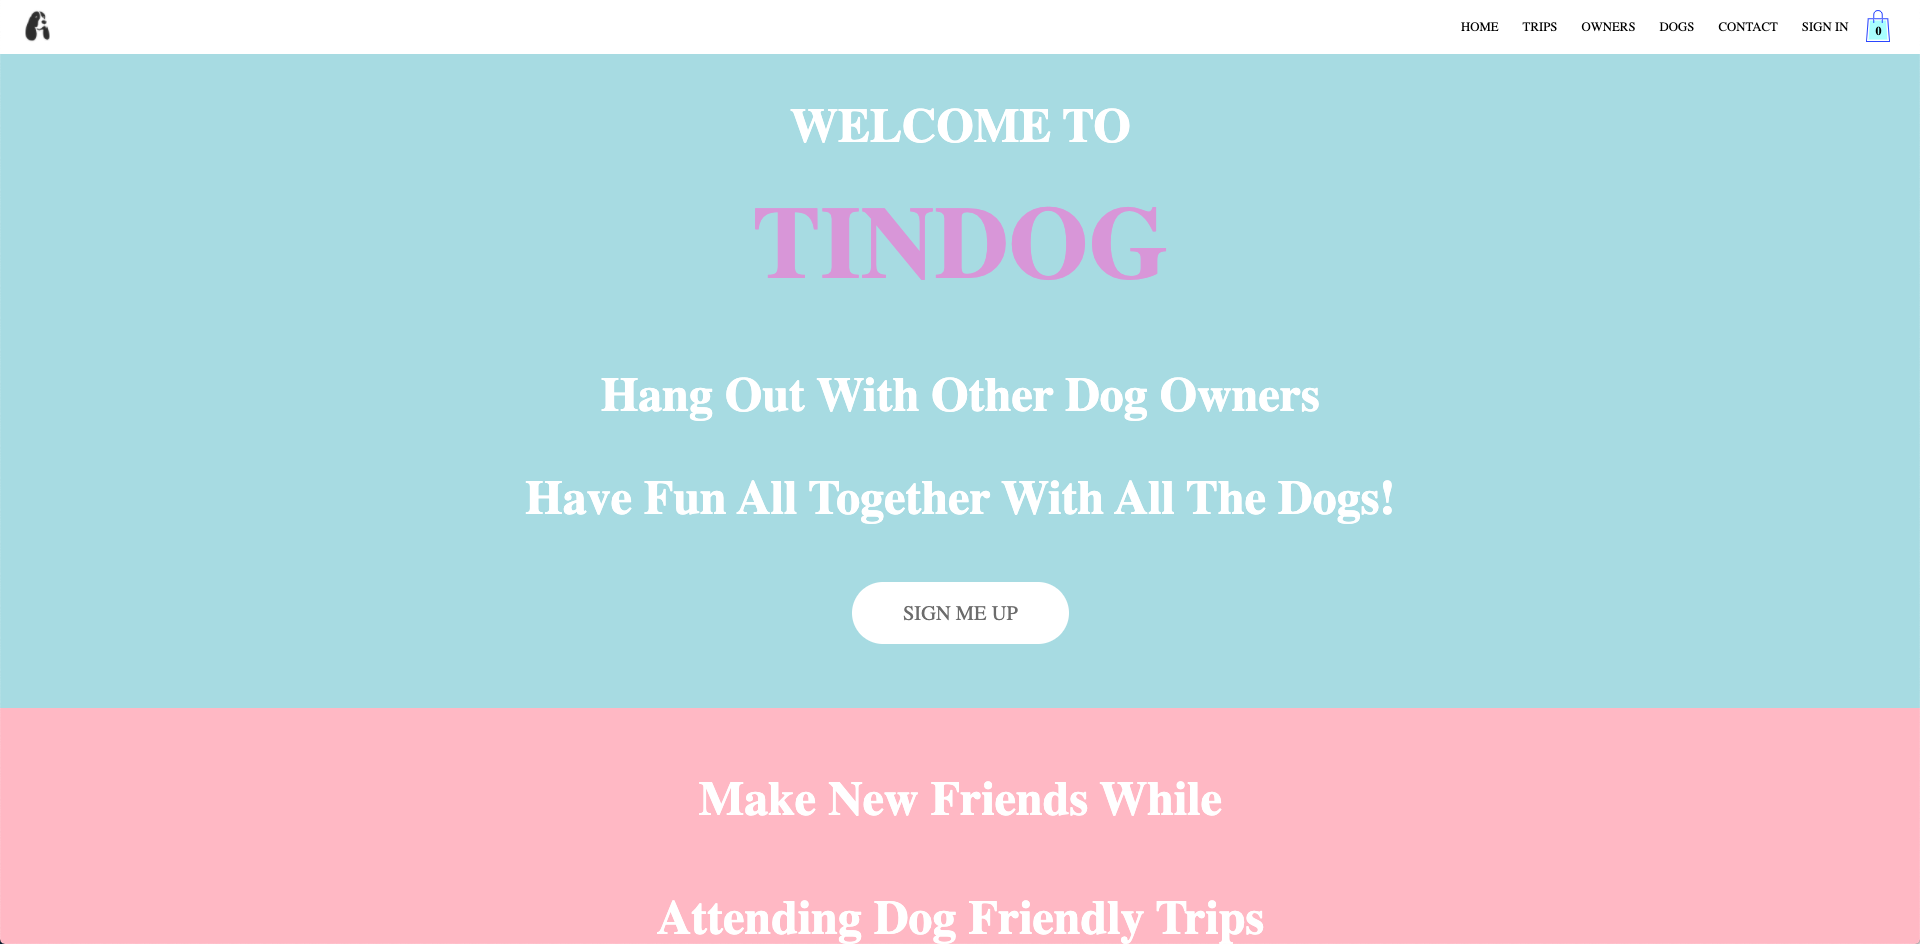 HOME TRIPS OWNERS DOGS CONTACT SIGN IN 0
WELCOME TO
TINDOG
Hang Out With Other Dog Owners
Have Fun All Together With All The Dogs!
SIGN ME UP
Make New Friends While
Attending Dog Friendly Trips